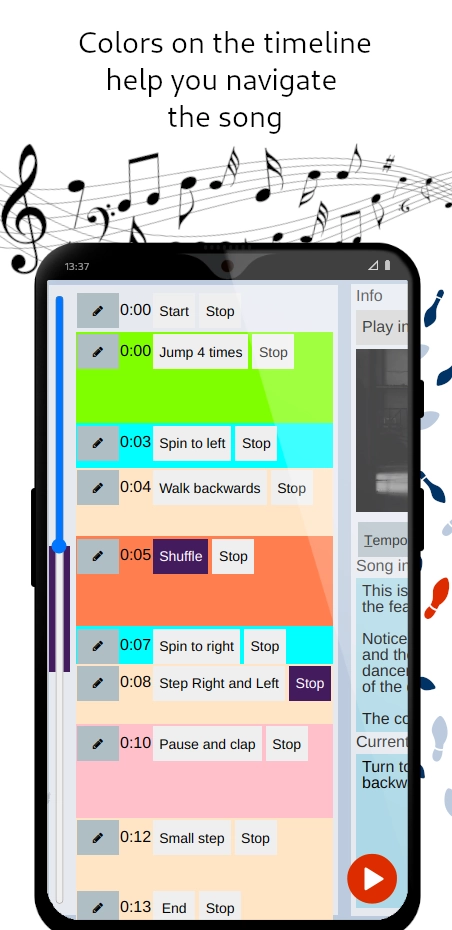 Colors on the timeline
help you navigate
the song
13:37
0:00 Start Stop
0:00 Jump 4 times Stop
0:03 Spin to left Stop
0:04 Walk backwards Stop
0:05 Shuffle Stop
0:07 Spin to right Stop
0:08 Step Right and Left Stop
0:10 Pause and clap Stop
0:12 Small step Stop
0:13 End Stop
Info
Play in
Tempo
Song in
This is
the fea
Notice
and the
dancer
of the
The co
Current
Turn to
backw